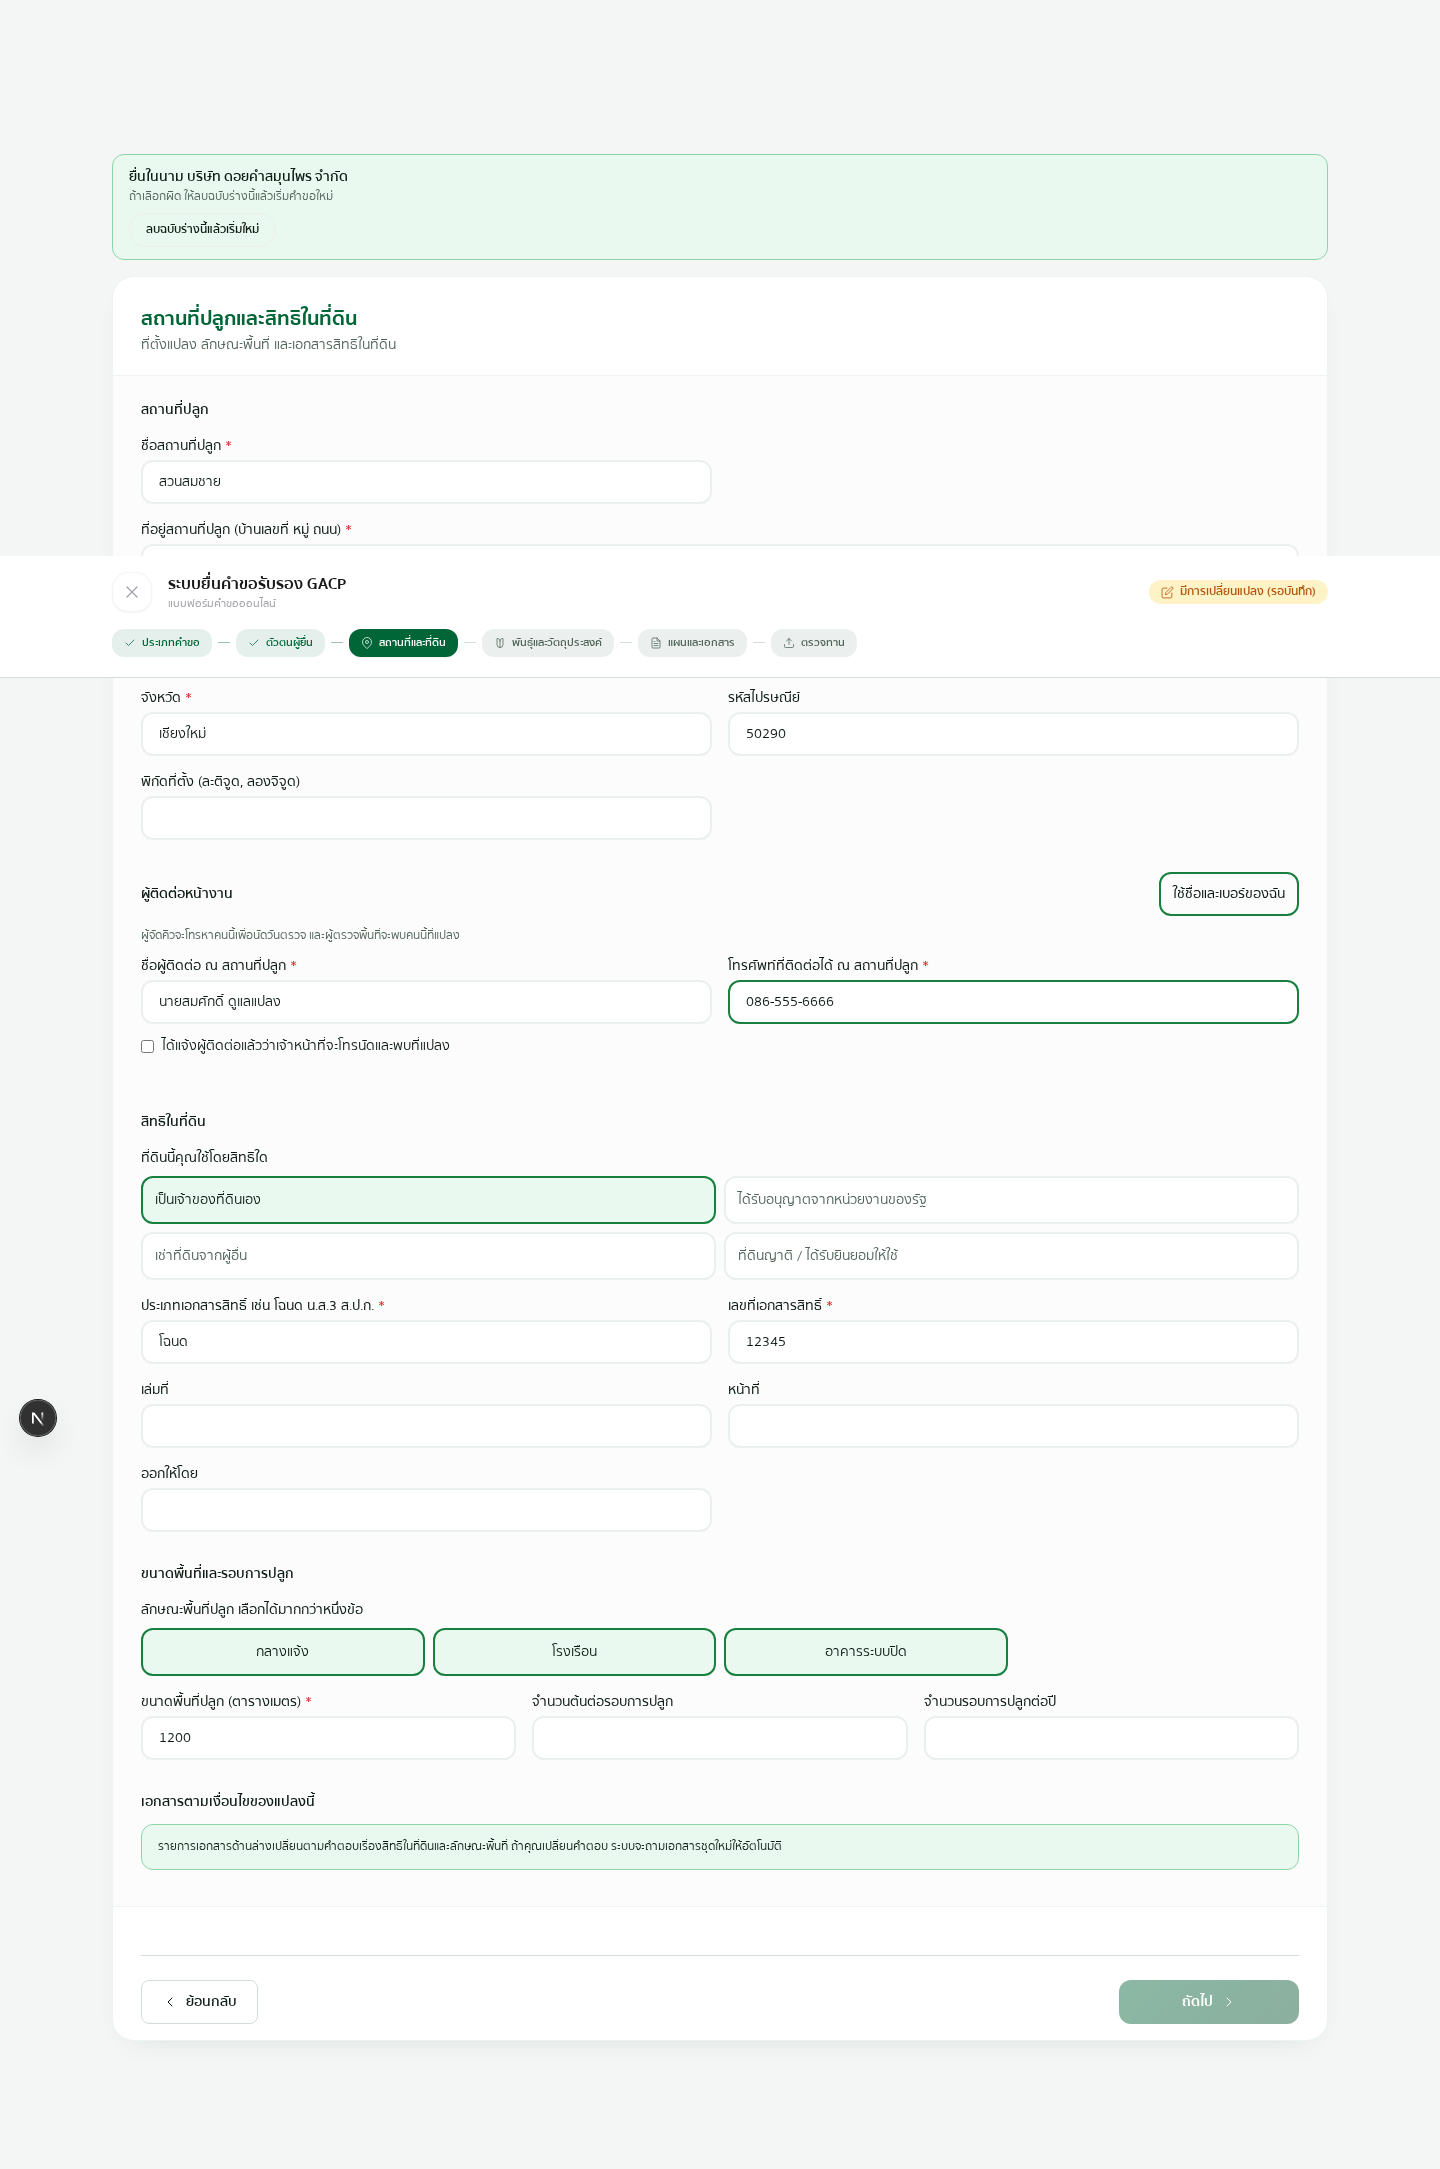 ยื่นในนาม บริษัท ดอยคำสมุนไพร จำกัด
ถ้าเลือกผิด ให้ลบฉบับร่างนี้แล้วเริ่มคำขอใหม่
ลบฉบับร่างนี้แล้วเริ่มใหม่
สถานที่ปลูกและสิทธิในที่ดิน
ที่ตั้งแปลง ลักษณะพื้นที่ และเอกสารสิทธิในที่ดิน
สถานที่ปลูก
ชื่อสถานที่ปลูก *
สวนสมชาย
ที่อยู่สถานที่ปลูก (บ้านเลขที่ หมู่ ถนน) *
ระบบยื่นคำขอรับรอง GACP
แบบฟอร์มคำขอออนไลน์
มีการเปลี่ยนแปลง (รอบันทึก)
ประเภทคำขอ
ตัวตนผู้ยื่น
สถานที่และที่ดิน
พันธุ์และวัตถุประสงค์
แผนและเอกสาร
ตรวจทาน
จังหวัด *
รหัสไปรษณีย์
เชียงใหม่
50290
พิกัดที่ตั้ง (ละติจูด, ลองจิจูด)
ผู้ติดต่อหน้างาน
ใช้ชื่อและเบอร์ของฉัน
ผู้จัดคิวจะโทรหาคนนี้เพื่อนัดวันตรวจ และผู้ตรวจพื้นที่จะพบคนนี้ที่แปลง
ชื่อผู้ติดต่อ ณ สถานที่ปลูก *
โทรศัพท์ที่ติดต่อได้ ณ สถานที่ปลูก *
นายสมศักดิ์ ดูแลแปลง
086-555-6666
ได้แจ้งผู้ติดต่อแล้วว่าเจ้าหน้าที่จะโทรนัดและพบที่แปลง
สิทธิในที่ดิน
ที่ดินนี้คุณใช้โดยสิทธิใด
เป็นเจ้าของที่ดินเอง
ได้รับอนุญาตจากหน่วยงานของรัฐ
เช่าที่ดินจากผู้อื่น
ที่ดินญาติ / ได้รับยินยอมให้ใช้
ประเภทเอกสารสิทธิ์ เช่น โฉนด น.ส.3 ส.ป.ก. *
เลขที่เอกสารสิทธิ์ *
โฉนด
12345
เล่มที่
หน้าที่
ออกให้โดย
ขนาดพื้นที่และรอบการปลูก
ลักษณะพื้นที่ปลูก เลือกได้มากกว่าหนึ่งข้อ
กลางแจ้ง
โรงเรือน
อาคารระบบปิด
ขนาดพื้นที่ปลูก (ตารางเมตร) *
จำนวนต้นต่อรอบการปลูก
จำนวนรอบการปลูกต่อปี
1200
เอกสารตามเงื่อนไขของแปลงนี้
รายการเอกสารด้านล่างเปลี่ยนตามคำตอบเรื่องสิทธิในที่ดินและลักษณะพื้นที่ ถ้าคุณเปลี่ยนคำตอบ ระบบจะถามเอกสารชุดใหม่ให้อัตโนมัติ
ย้อนกลับ
ถัดไป